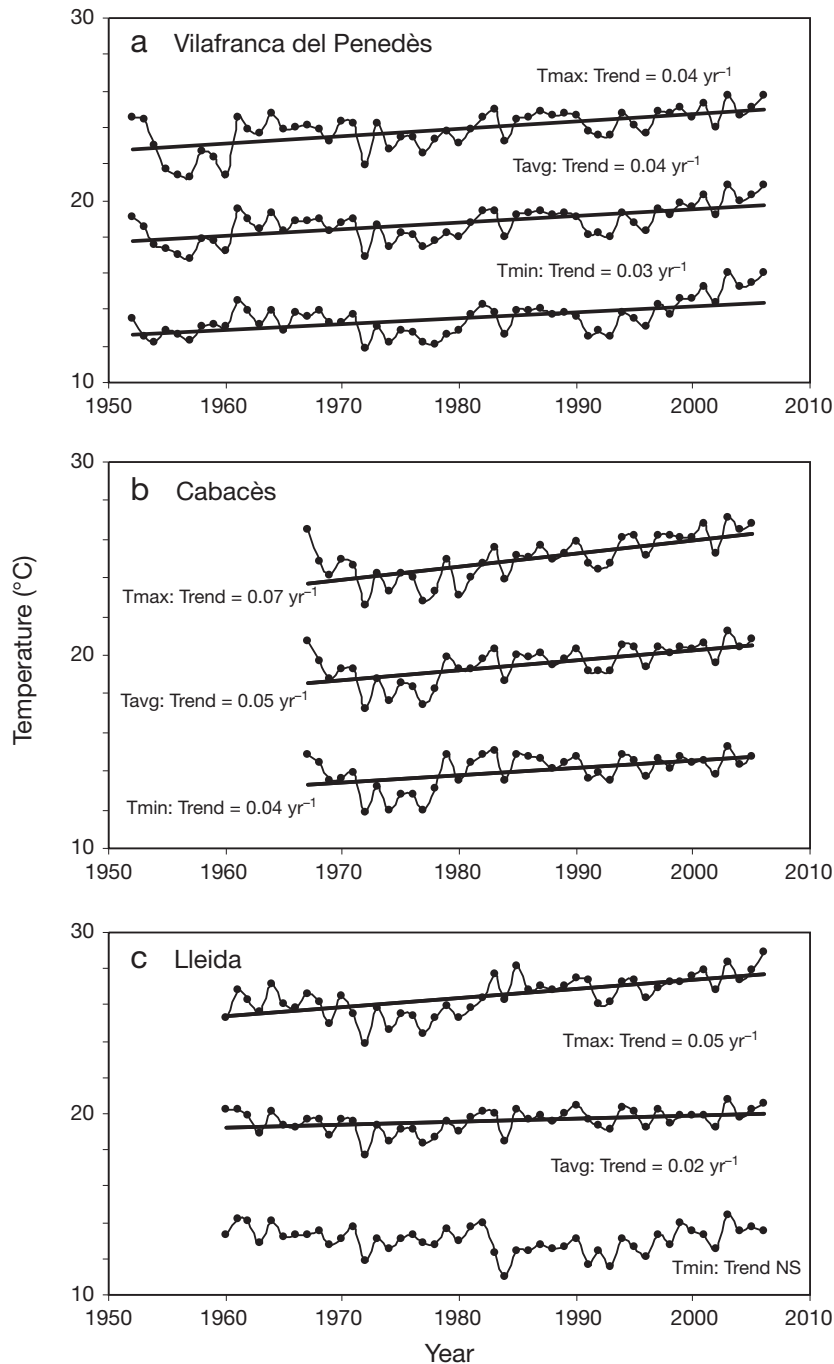 30
a Vilafranca del Penedès
Tmax: Trend = 0.04 yr⁻¹
Tavg: Trend = 0.04 yr⁻¹
20
Tmin: Trend = 0.03 yr⁻¹
10
1950 1960 1970 1980 1990 2000 2010
30
b Cabacès
Tmax: Trend = 0.07 yr⁻¹
20
Tavg: Trend = 0.05 yr⁻¹
Tmin: Trend = 0.04 yr⁻¹
10
1950 1960 1970 1980 1990 2000 2010
Temperature (°C)
30
c Lleida
Tmax: Trend = 0.05 yr⁻¹
20
Tavg: Trend = 0.02 yr⁻¹
Tmin: Trend NS
10
1950 1960 1970 1980 1990 2000 2010
Year